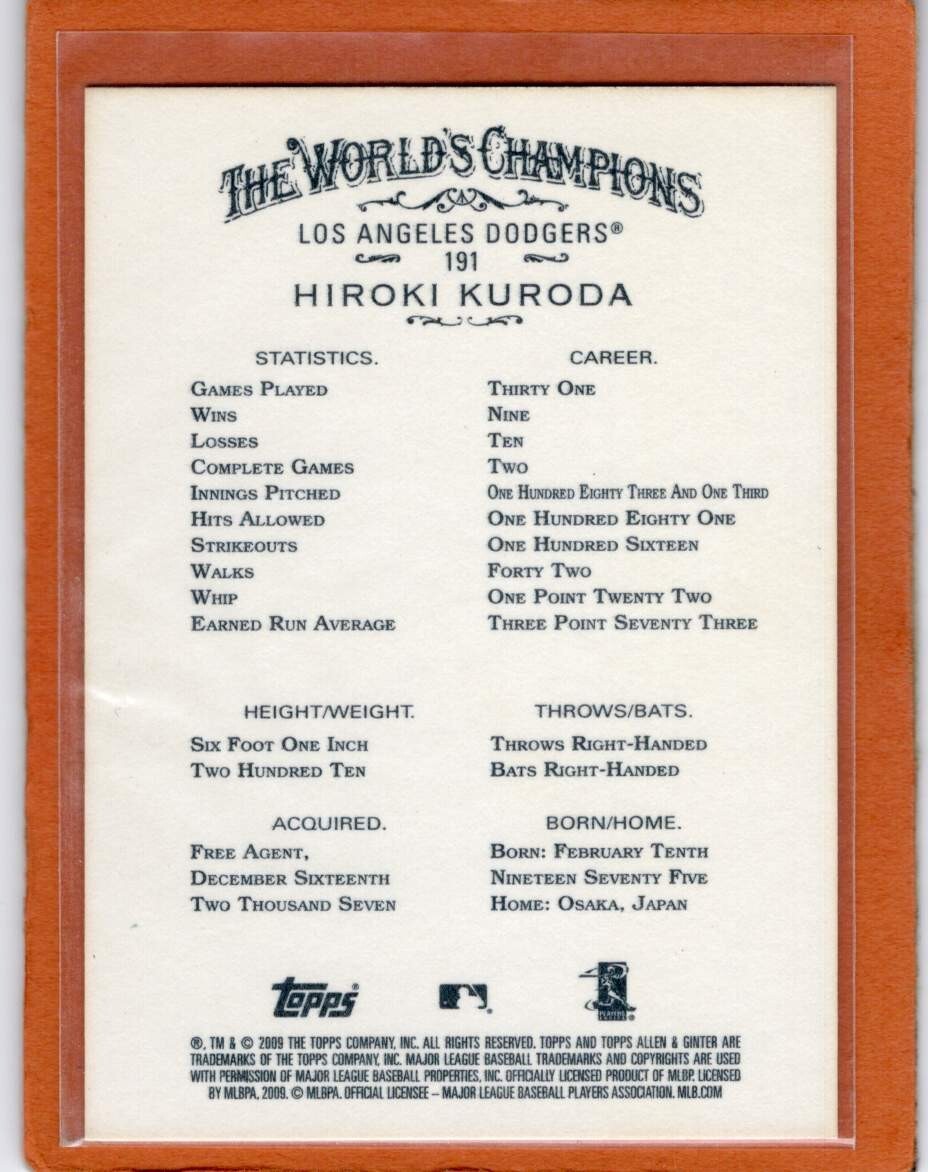 THE WORLD'S CHAMPIONS
LOS ANGELES DODGERS®
191
HIROKI KURODA
STATISTICS. CAREER.
GAMES PLAYED THIRTY ONE
WINS NINE
LOSSES TEN
COMPLETE GAMES TWO
INNINGS PITCHED ONE HUNDRED EIGHTY THREE AND ONE THIRD
HITS ALLOWED ONE HUNDRED EIGHTY ONE
STRIKEOUTS ONE HUNDRED SIXTEEN
WALKS FORTY TWO
WHIP ONE POINT TWENTY TWO
EARNED RUN AVERAGE THREE POINT SEVENTY THREE
HEIGHT/WEIGHT. THROWS/BATS.
SIX FOOT ONE INCH THROWS RIGHT-HANDED
TWO HUNDRED TEN BATS RIGHT-HANDED
ACQUIRED. BORN/HOME.
FREE AGENT, BORN: FEBRUARY TENTH
DECEMBER SIXTEENTH NINETEEN SEVENTY FIVE
TWO THOUSAND SEVEN HOME: OSAKA, JAPAN
Topps® PLAYERS CHOICE®
®, TM & © 2009 THE TOPPS COMPANY, INC. ALL RIGHTS RESERVED. TOPPS AND TOPPS ALLEN & GINTER ARE
TRADEMARKS OF THE TOPPS COMPANY, INC. MAJOR LEAGUE BASEBALL TRADEMARKS AND COPYRIGHTS ARE USED
WITH PERMISSION OF MAJOR LEAGUE BASEBALL PROPERTIES, INC. OFFICIALLY LICENSED PRODUCT OF MLBP. LICENSED
BY MLBPA, 2009. © MLBPA. OFFICIAL LICENSEE – MAJOR LEAGUE BASEBALL PLAYERS ASSOCIATION. MLB.COM